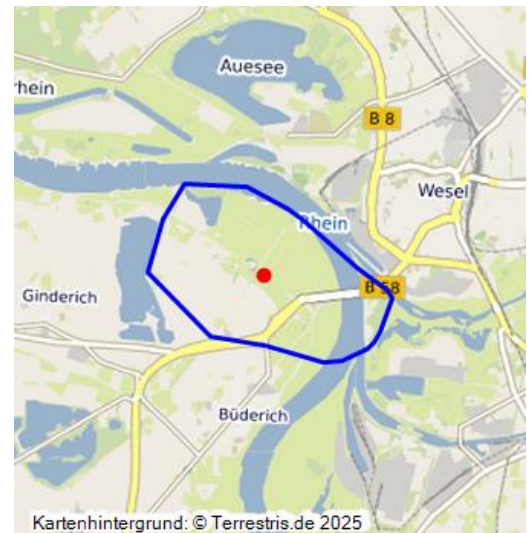 Auesee
rhein
B 8
Wesel
Rhein
B 58
Ginderich
Büderich
Kartenhintergrund: © Terrestris.de 2025